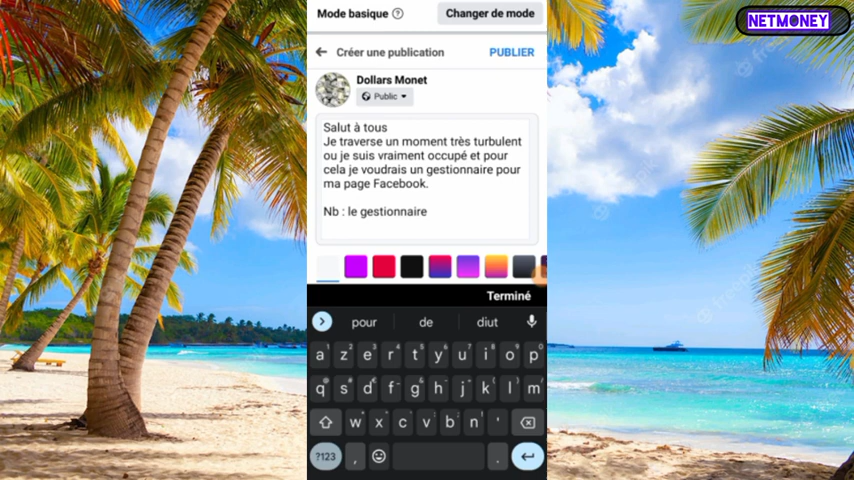 Mode basique ?
Changer de mode
NETMONEY
Créer une publication
PUBLIER
Dollars Monet
Public
Salut à tous
Je traverse un moment très turbulent
ou je suis vraiment occupé et pour
cela je voudrais un gestionnaire pour
ma page Facebook.
Nb : le gestionnaire
Terminé
pour de diut
a z e r t y u i o p
q s d f g h j k l m
w x c v b n '
?123 , .